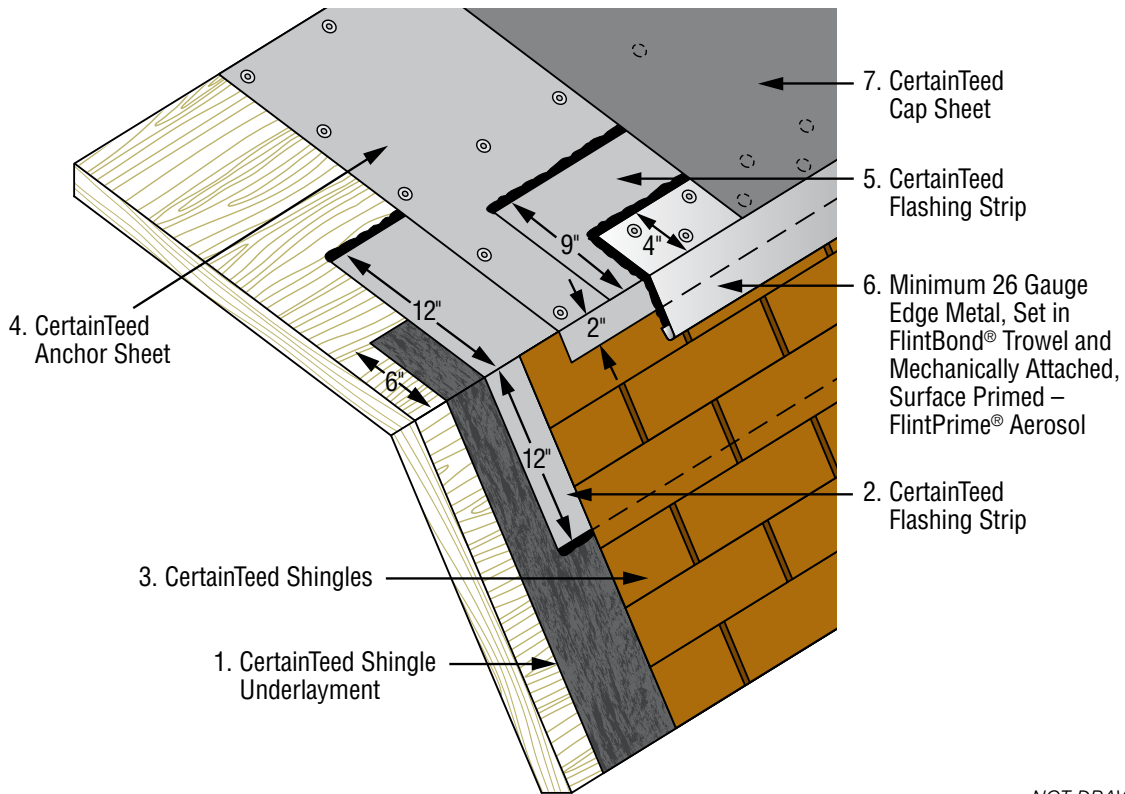 7. CertainTeed
Cap Sheet
5. CertainTeed
Flashing Strip
9"
4"
6. Minimum 26 Gauge
Edge Metal, Set in
FlintBond® Trowel and
Mechanically Attached,
Surface Primed –
FlintPrime® Aerosol
4. CertainTeed
Anchor Sheet
12"
2"
6"
12"
2. CertainTeed
Flashing Strip
3. CertainTeed Shingles
1. CertainTeed Shingle
Underlayment